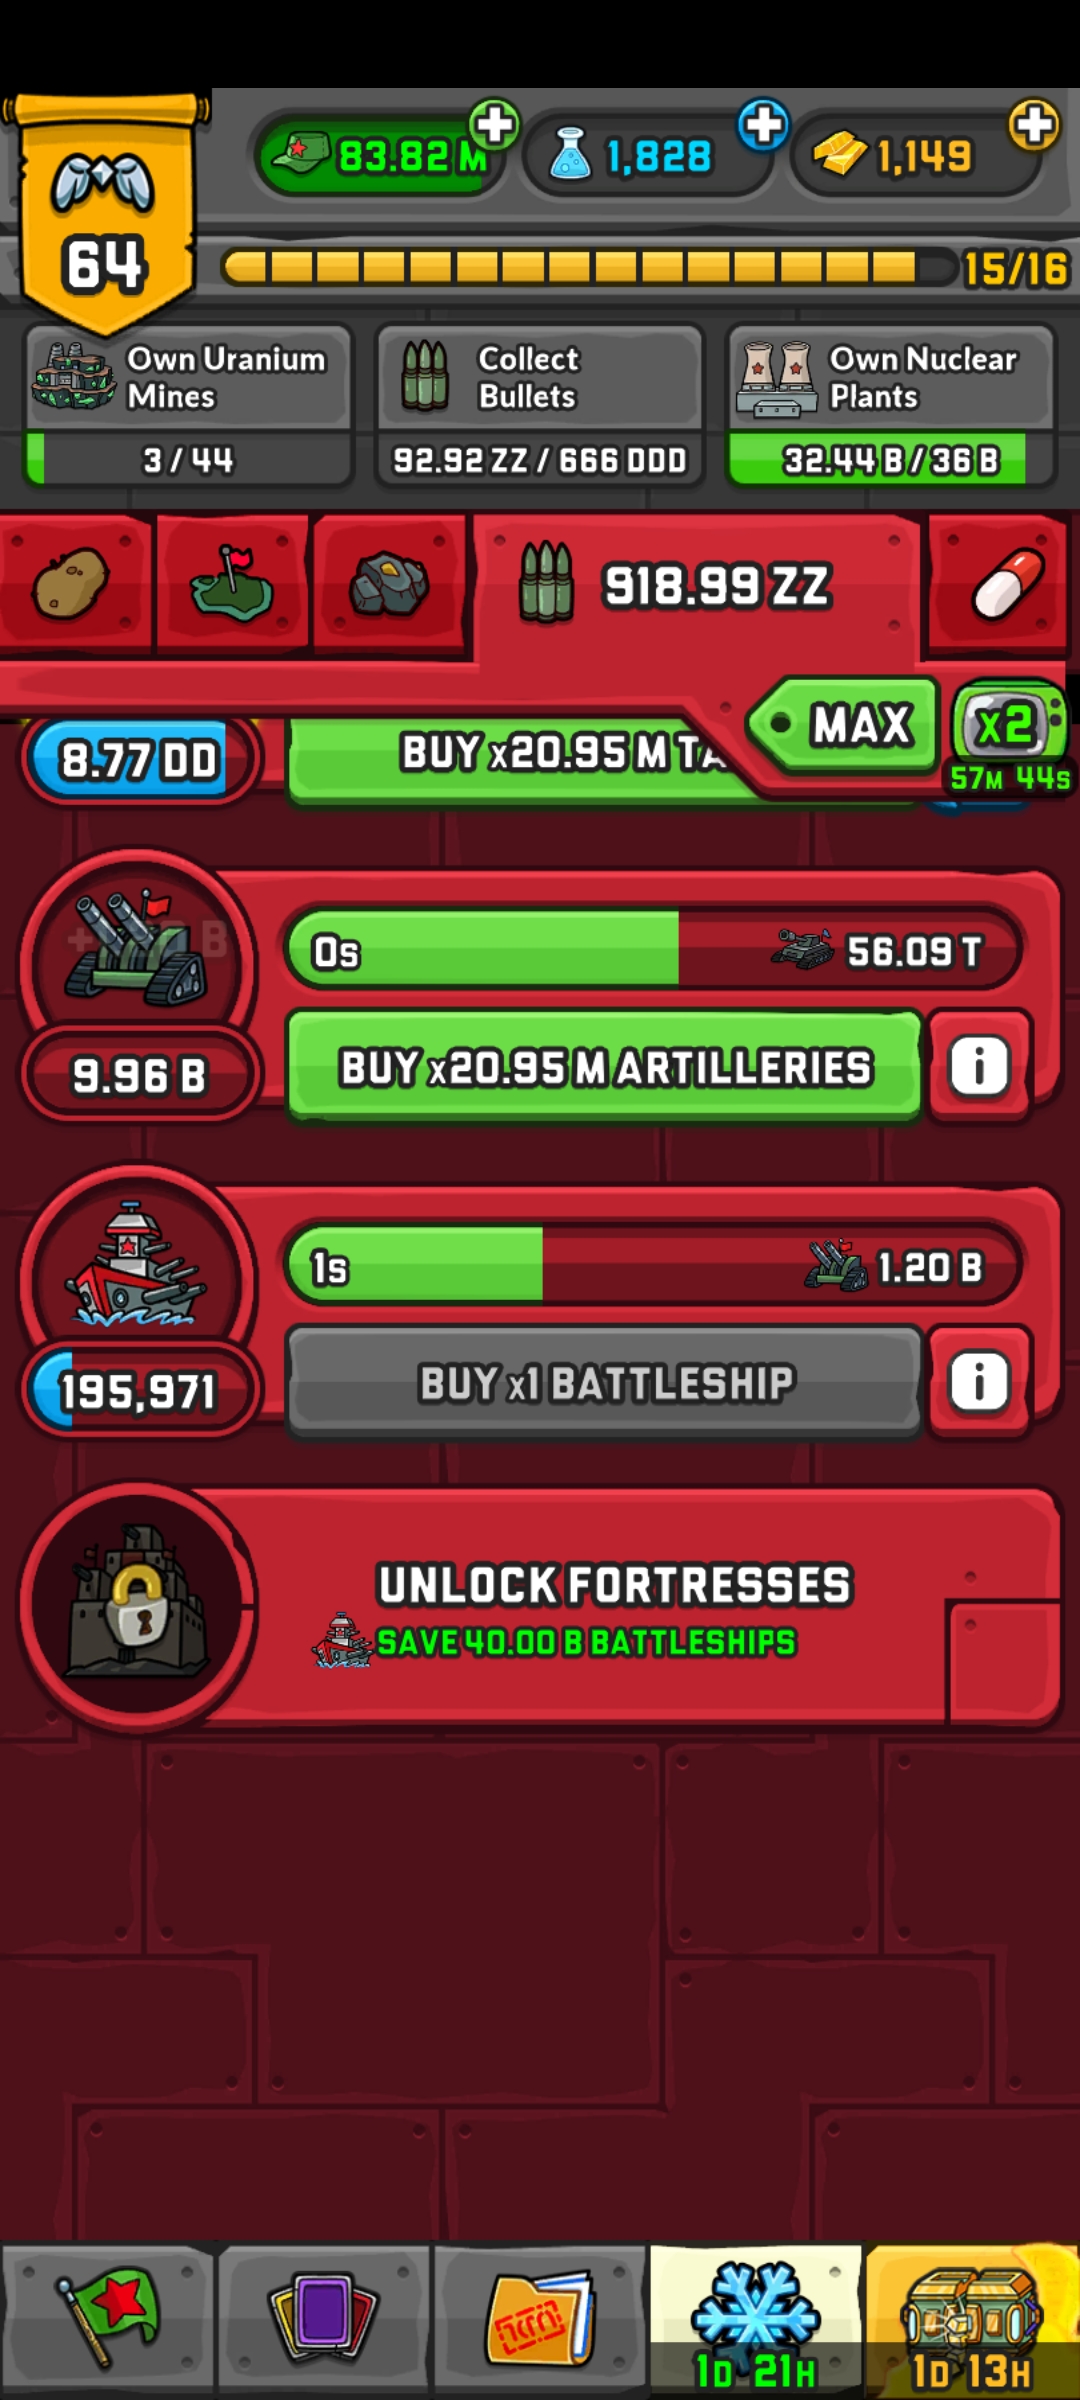 83.82 M
1,828
1,149
64
15/16
Own Uranium
Mines
3 / 44
Collect
Bullets
92.92 ZZ / 666 DDD
Own Nuclear
Plants
32.44 B / 36 B
918.99 ZZ
MAX
x2
57M 44S
8.77 DD
BUY x20.95 M
0s
56.09 T
9.96 B
BUY x20.95 M ARTILLERIES
i
1s
1.20 B
195,971
BUY x1 BATTLESHIP
i
UNLOCK FORTRESSES
SAVE 40.00 B BATTLESHIPS
1D 21H
1D 13H